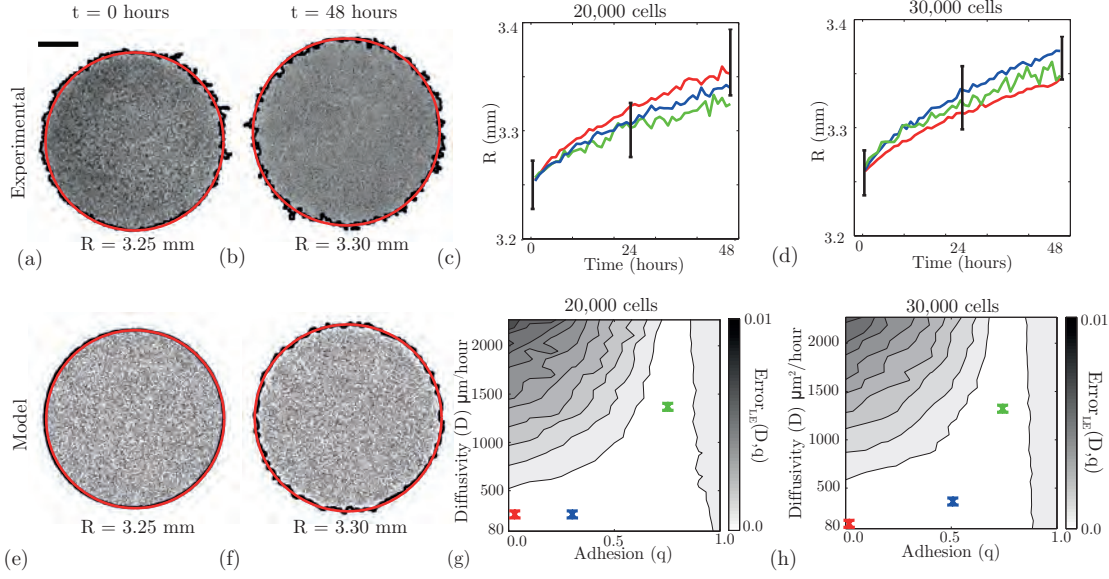 t = 0 hours
t = 48 hours
20,000 cells
30,000 cells
Experimental
R = 3.25 mm
R = 3.30 mm
(a)
(b)
(c)
(d)
3.4
3.3
3.2
R (mm)
0
24
48
Time (hours)
3.4
3.3
3.2
R (mm)
0
24
48
Time (hours)
Model
R = 3.25 mm
R = 3.30 mm
(e)
(f)
(g)
(h)
20,000 cells
Diffusivity (D) µm/hour
2000
1500
1000
500
80
0.0
0.5
1.0
Adhesion (q)
0.01
0.0
Error_LE(D,q)
30,000 cells
Diffusivity (D) µm²/hour
2000
1500
1000
500
80
0.0
0.5
1.0
Adhesion (q)
0.01
0.0
Error_LE(D,q)